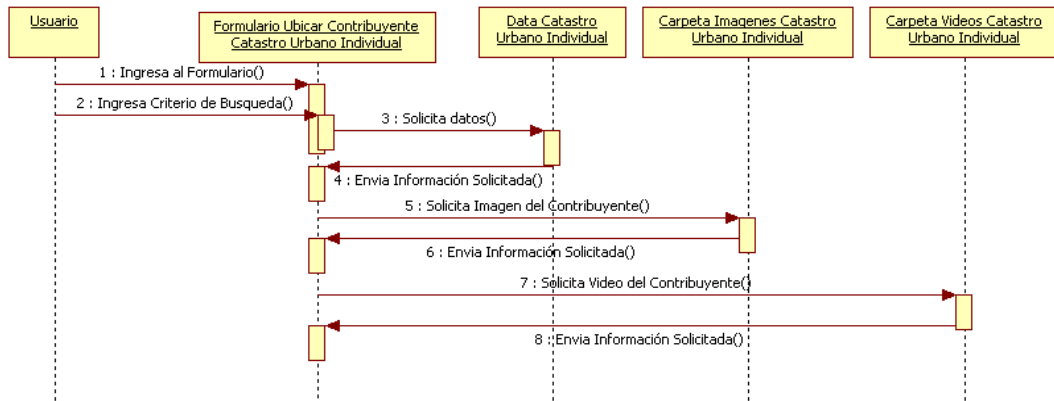 Usuario
Formulario Ubicar Contribuyente
Catastro Urbano Individual
Data Catastro
Urbano Individual
Carpeta Imagenes Catastro
Urbano Individual
Carpeta Videos Catastro
Urbano Individual
1 : Ingresa al Formulario()
2 : Ingresa Criterio de Busqueda()
3 : Solicita datos()
4 : Envia Información Solicitada()
5 : Solicita Imagen del Contribuyente()
6 : Envia Información Solicitada()
7 : Solicita Video del Contribuyente()
8 : Envia Información Solicitada()